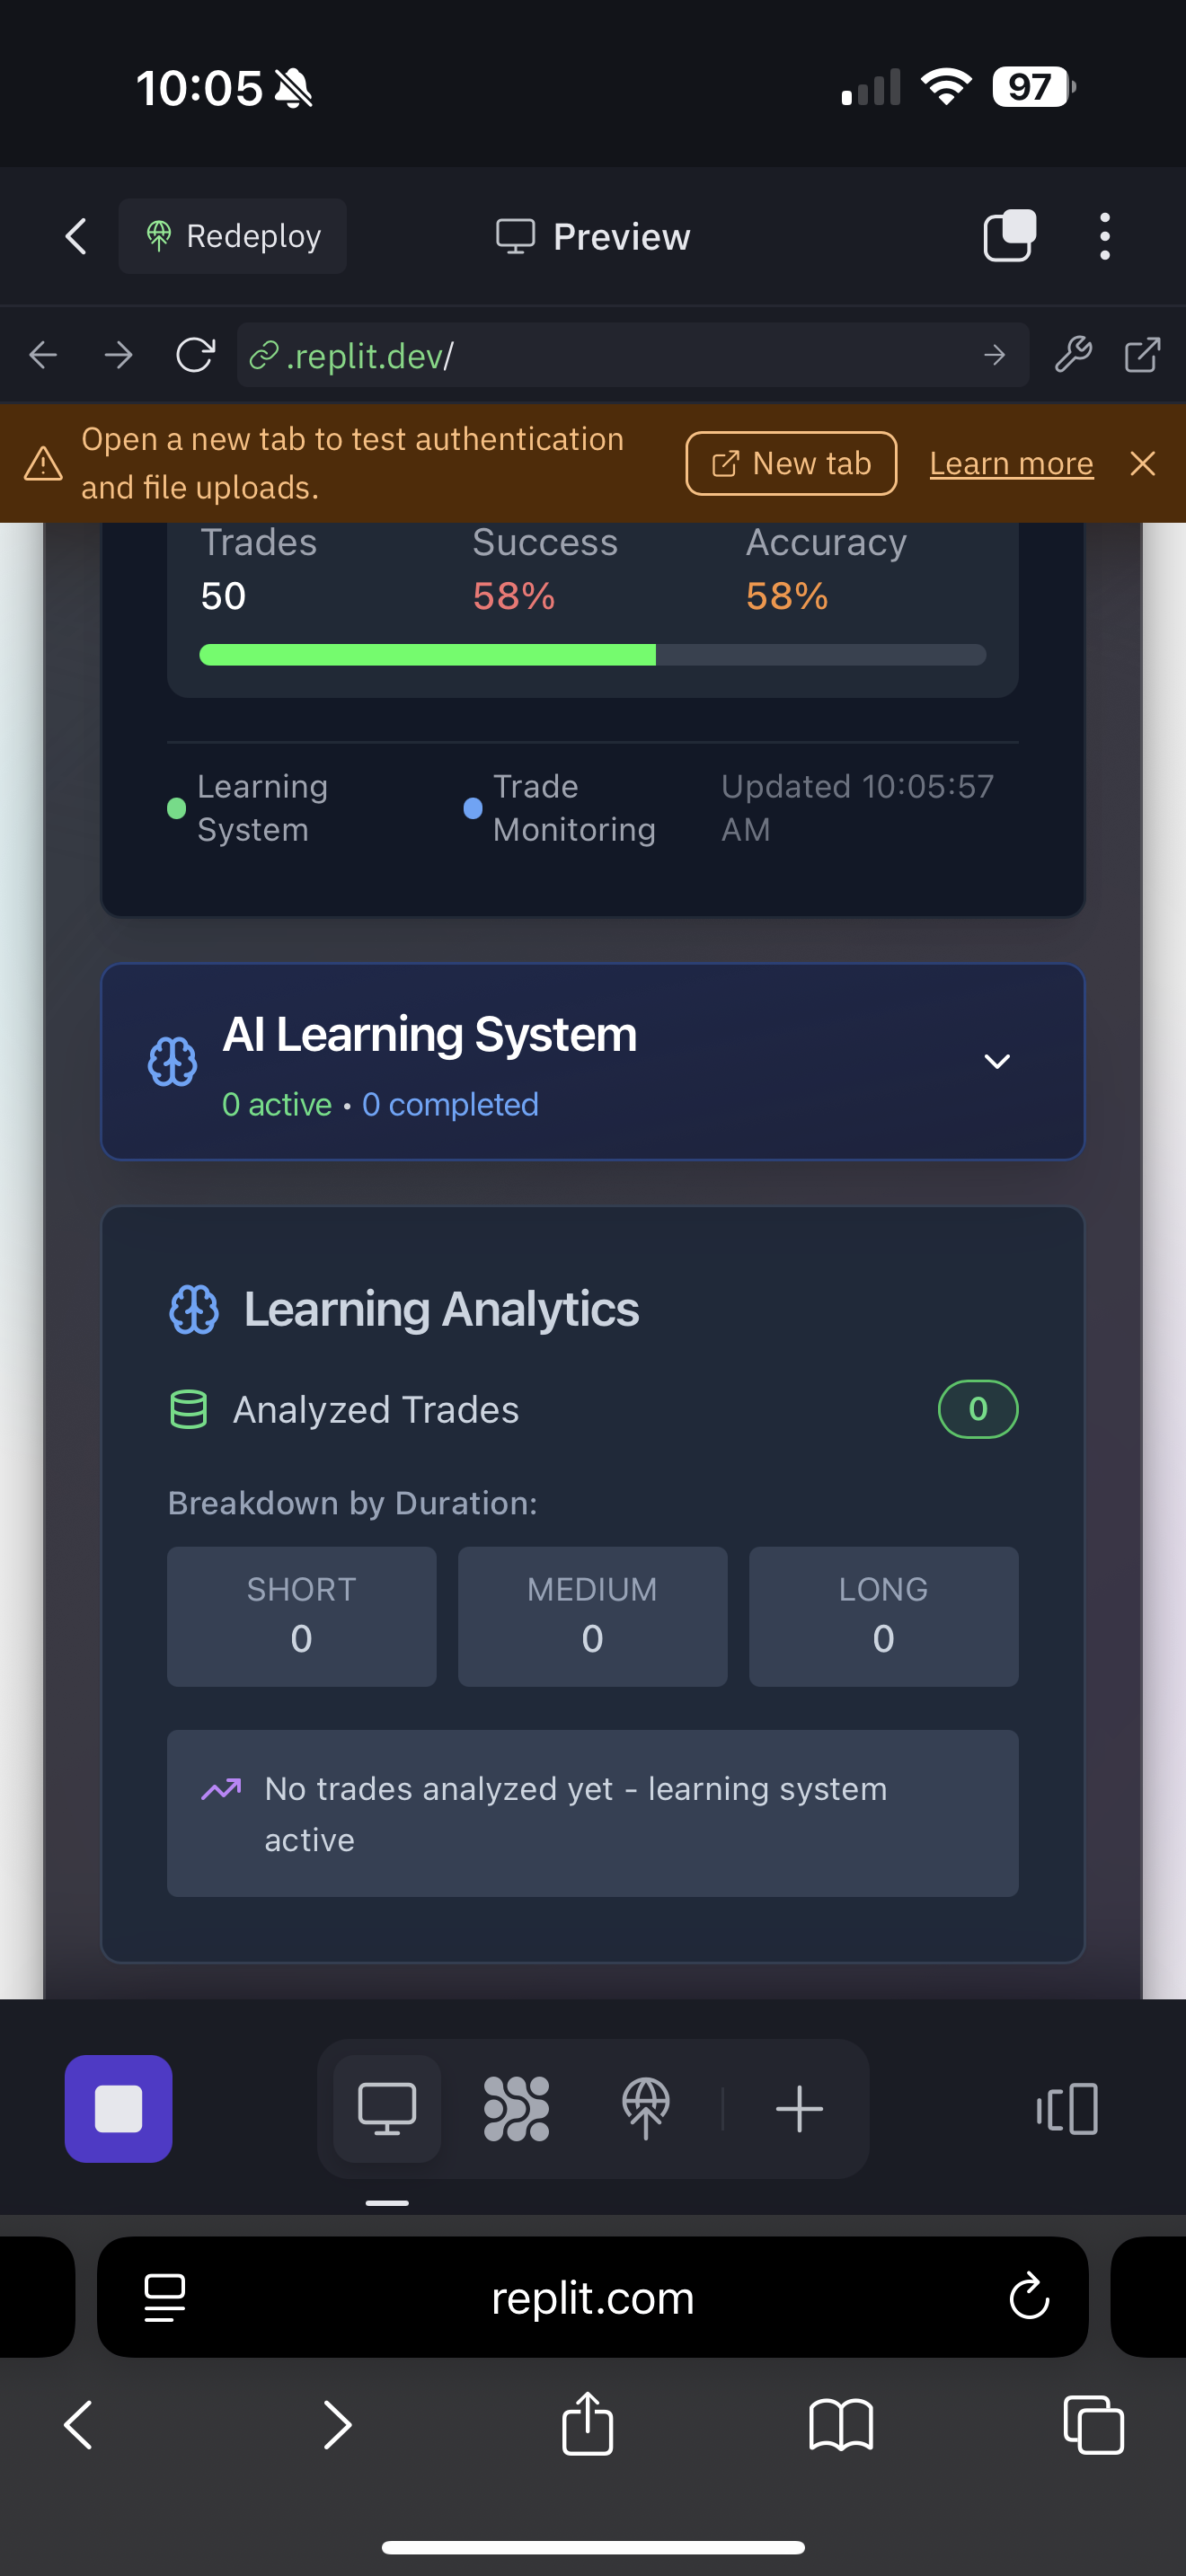 10:05
97
Redeploy
Preview
.replit.dev/
Open a new tab to test authentication
and file uploads.
New tab
Learn more
Trades
Success
Accuracy
50
58%
58%
Learning
System
Trade
Monitoring
Updated 10:05:57
AM
AI Learning System
0 active • 0 completed
Learning Analytics
Analyzed Trades
0
Breakdown by Duration:
SHORT
MEDIUM
LONG
0
0
0
No trades analyzed yet - learning system
active
replit.com